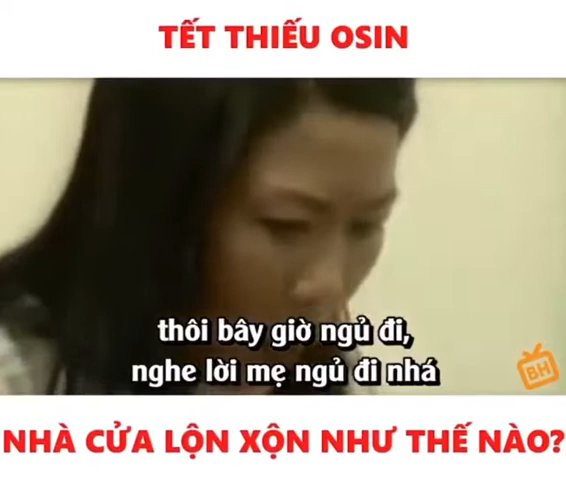 TẾT THIẾU OSIN
thôi bây giờ ngủ đi,
nghe lời mẹ ngủ đi nhá
BH
NHÀ CỬA LỘN XỘN NHƯ THẾ NÀO?